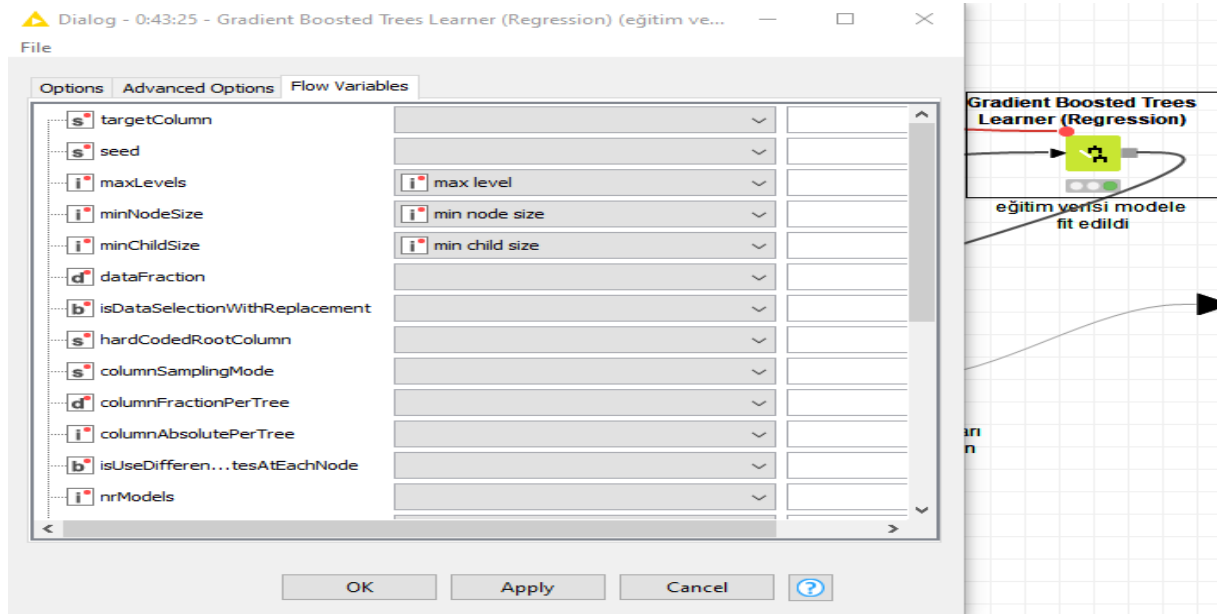 Dialog - 0:43:25 - Gradient Boosted Trees Learner (Regression) (eğitim ve...
File
Options Advanced Options Flow Variables
s targetColumn
s seed
i maxLevels i max level
i minNodeSize i min node size
i minChildSize i min child size
d dataFraction
b isDataSelectionWithReplacement
s hardCodedRootColumn
s columnSamplingMode
d columnFractionPerTree
i columnAbsolutePerTree
b isUseDifferen...tesAtEachNode
i nrModels
OK Apply Cancel ?
Gradient Boosted Trees
Learner (Regression)
eğitim verisi modele
fit edildi
arı
n